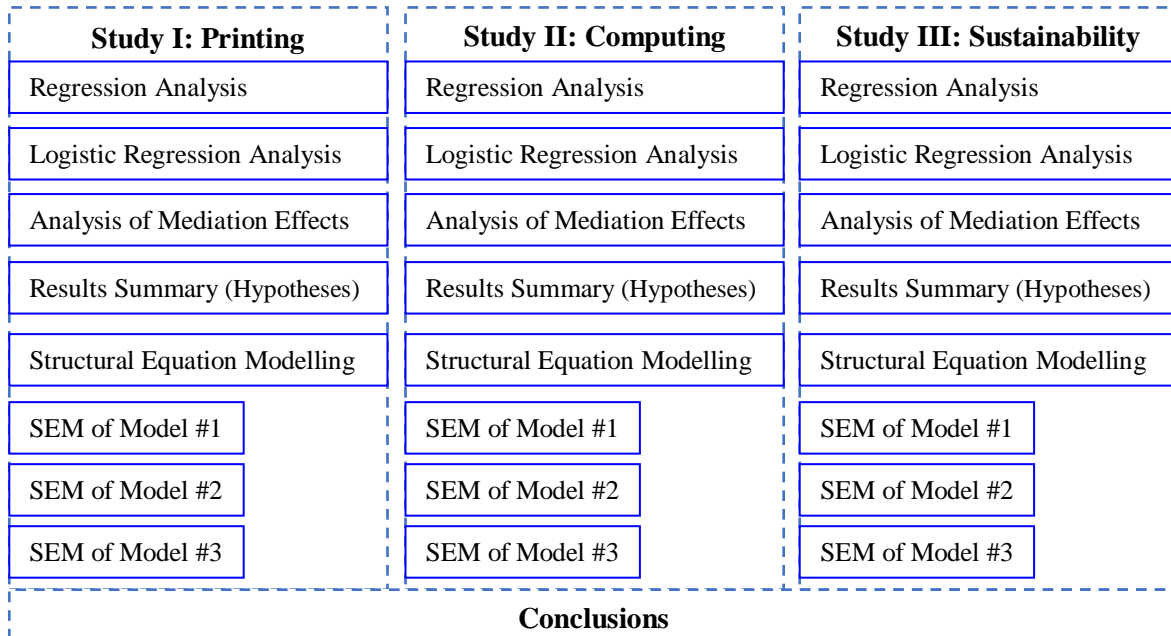 Study I: Printing
Regression Analysis
Logistic Regression Analysis
Analysis of Mediation Effects
Results Summary (Hypotheses)
Structural Equation Modelling
SEM of Model #1
SEM of Model #2
SEM of Model #3
Study II: Computing
Regression Analysis
Logistic Regression Analysis
Analysis of Mediation Effects
Results Summary (Hypotheses)
Structural Equation Modelling
SEM of Model #1
SEM of Model #2
SEM of Model #3
Study III: Sustainability
Regression Analysis
Logistic Regression Analysis
Analysis of Mediation Effects
Results Summary (Hypotheses)
Structural Equation Modelling
SEM of Model #1
SEM of Model #2
SEM of Model #3
Conclusions